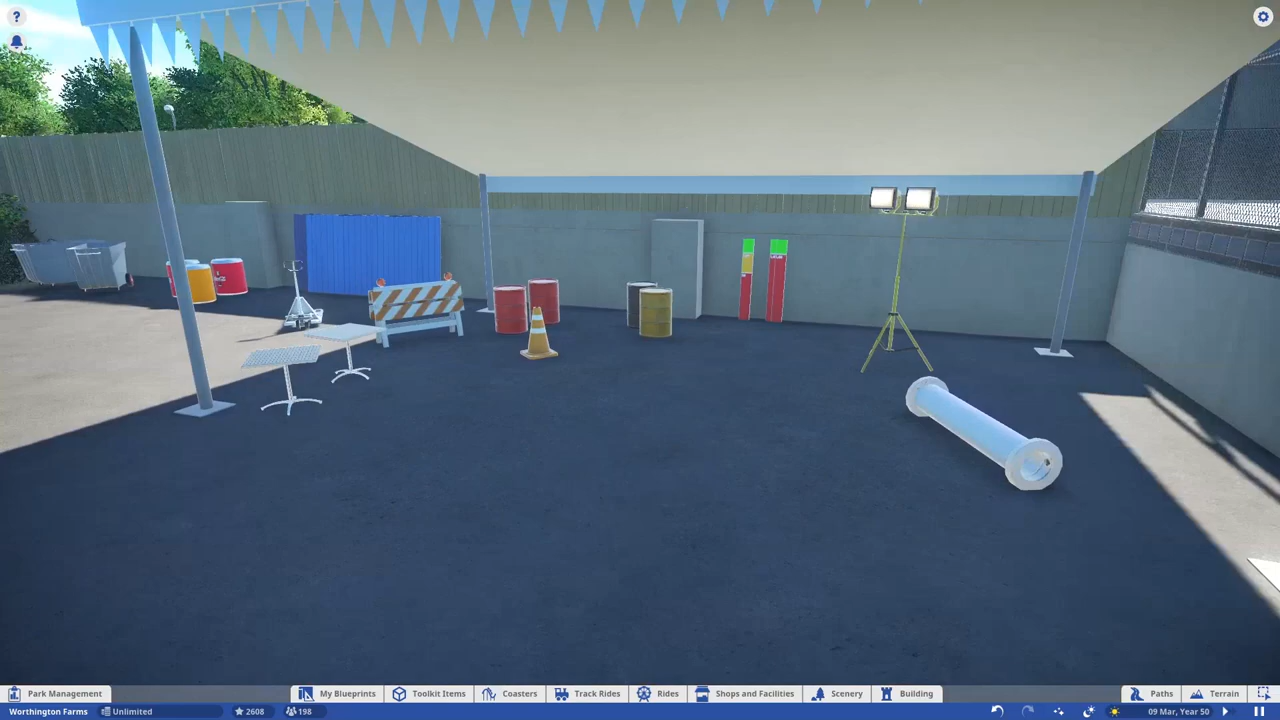 ?
Park Management
My Blueprints
Toolkit Items
Coasters
Track Rides
Rides
Shops and Facilities
Scenery
Building
Paths
Terrain
Worthington Farms
Unlimited
2608
198
09 Mar, Year 50